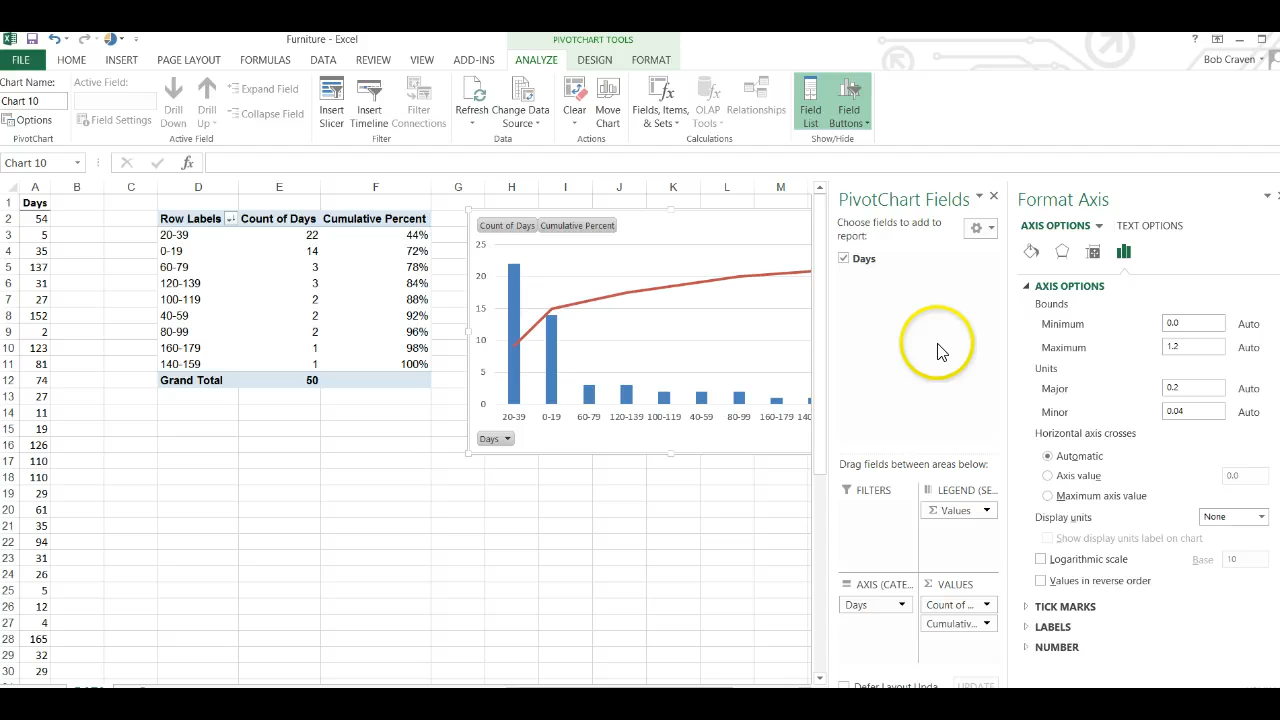 Furniture - Excel
PIVOTCHART TOOLS
?
FILE HOME INSERT PAGE LAYOUT FORMULAS DATA REVIEW VIEW ADD-INS ANALYZE DESIGN FORMAT Bob Craven
Chart Name:
Chart 10
Options
PivotChart
Active Field:
Field Settings
Drill Down
Drill Up
Expand Field
Collapse Field
Active Field
Insert Slicer
Insert Timeline
Filter Connections
Filter
Refresh
Change Data Source
Data
Clear
Move Chart
Actions
Fields, Items, & Sets
OLAP Tools
Relationships
Calculations
Field List
Field Buttons
Show/Hide
Chart 10
fx
A B C D E F G H I J K L M
1 Days
2 54 Row Labels Count of Days Cumulative Percent
3 5 20-39 22 44%
4 35 0-19 14 72%
5 137 60-79 3 78%
6 31 120-139 3 84%
7 27 100-119 2 88%
8 152 40-59 2 92%
9 2 80-99 2 96%
10 123 160-179 1 98%
11 81 140-159 1 100%
12 74 Grand Total 50
13 27
14 11
15 19
16 126
17 110
18 110
19 29
20 61
21 35
22 94
23 31
24 26
25 5
26 12
27 4
28 165
29 32
30 29
Count of Days Cumulative Percent
25
20
15
10
5
0
20-39 0-19 60-79 120-139 100-119 40-59 80-99 160-179 140
Days
PivotChart Fields
Choose fields to add to
report:
Days
Drag fields between areas below:
FILTERS
LEGEND (SE...
Σ Values
AXIS (CATE...
Days
Σ VALUES
Count of ...
Cumulativ...
Defer Layout Upda...
UPDATE
Format Axis
AXIS OPTIONS TEXT OPTIONS
AXIS OPTIONS
Bounds
Minimum 0.0 Auto
Maximum 1.2 Auto
Units
Major 0.2 Auto
Minor 0.04 Auto
Horizontal axis crosses
Automatic
Axis value 0.0
Maximum axis value
Display units None
Show display units label on chart
Logarithmic scale Base 10
Values in reverse order
TICK MARKS
LABELS
NUMBER